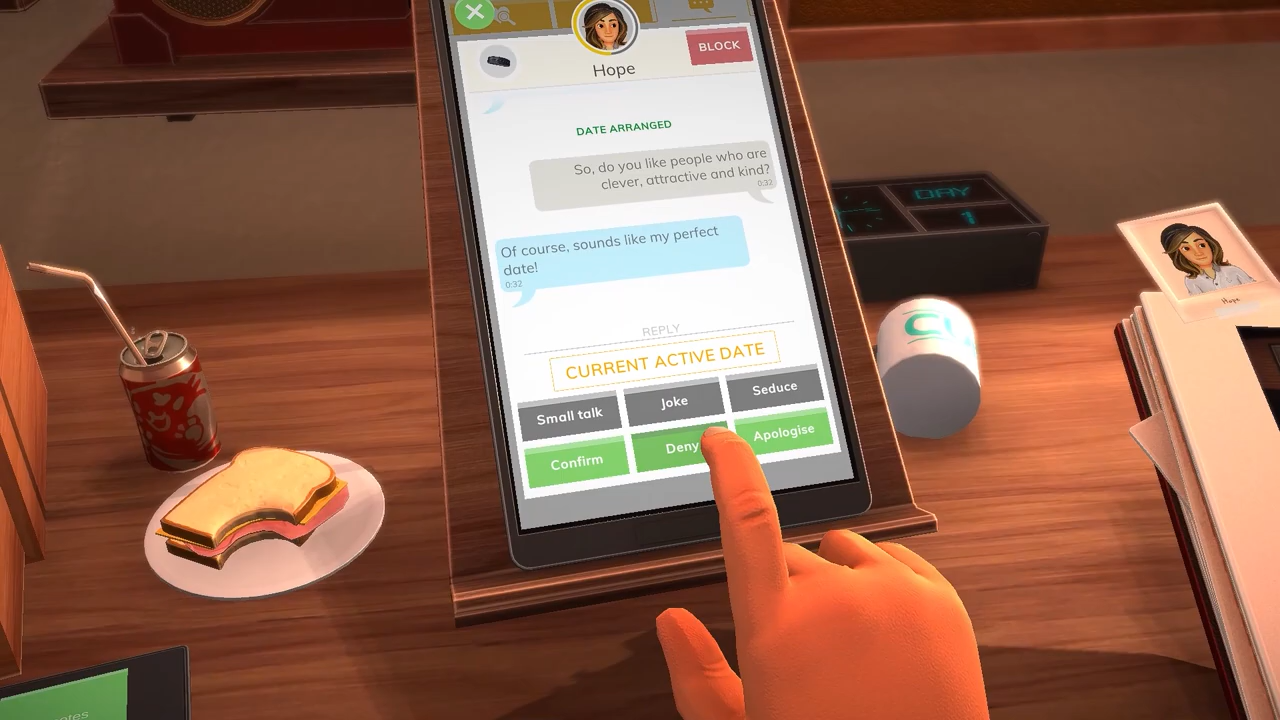 BLOCK
Hope
DATE ARRANGED
So, do you like people who are
clever, attractive and kind?
0:32
Of course, sounds like my perfect
date!
0:32
REPLY
CURRENT ACTIVE DATE
Small talk
Joke
Seduce
Confirm
Deny
Apologise
DAY
1
Hope